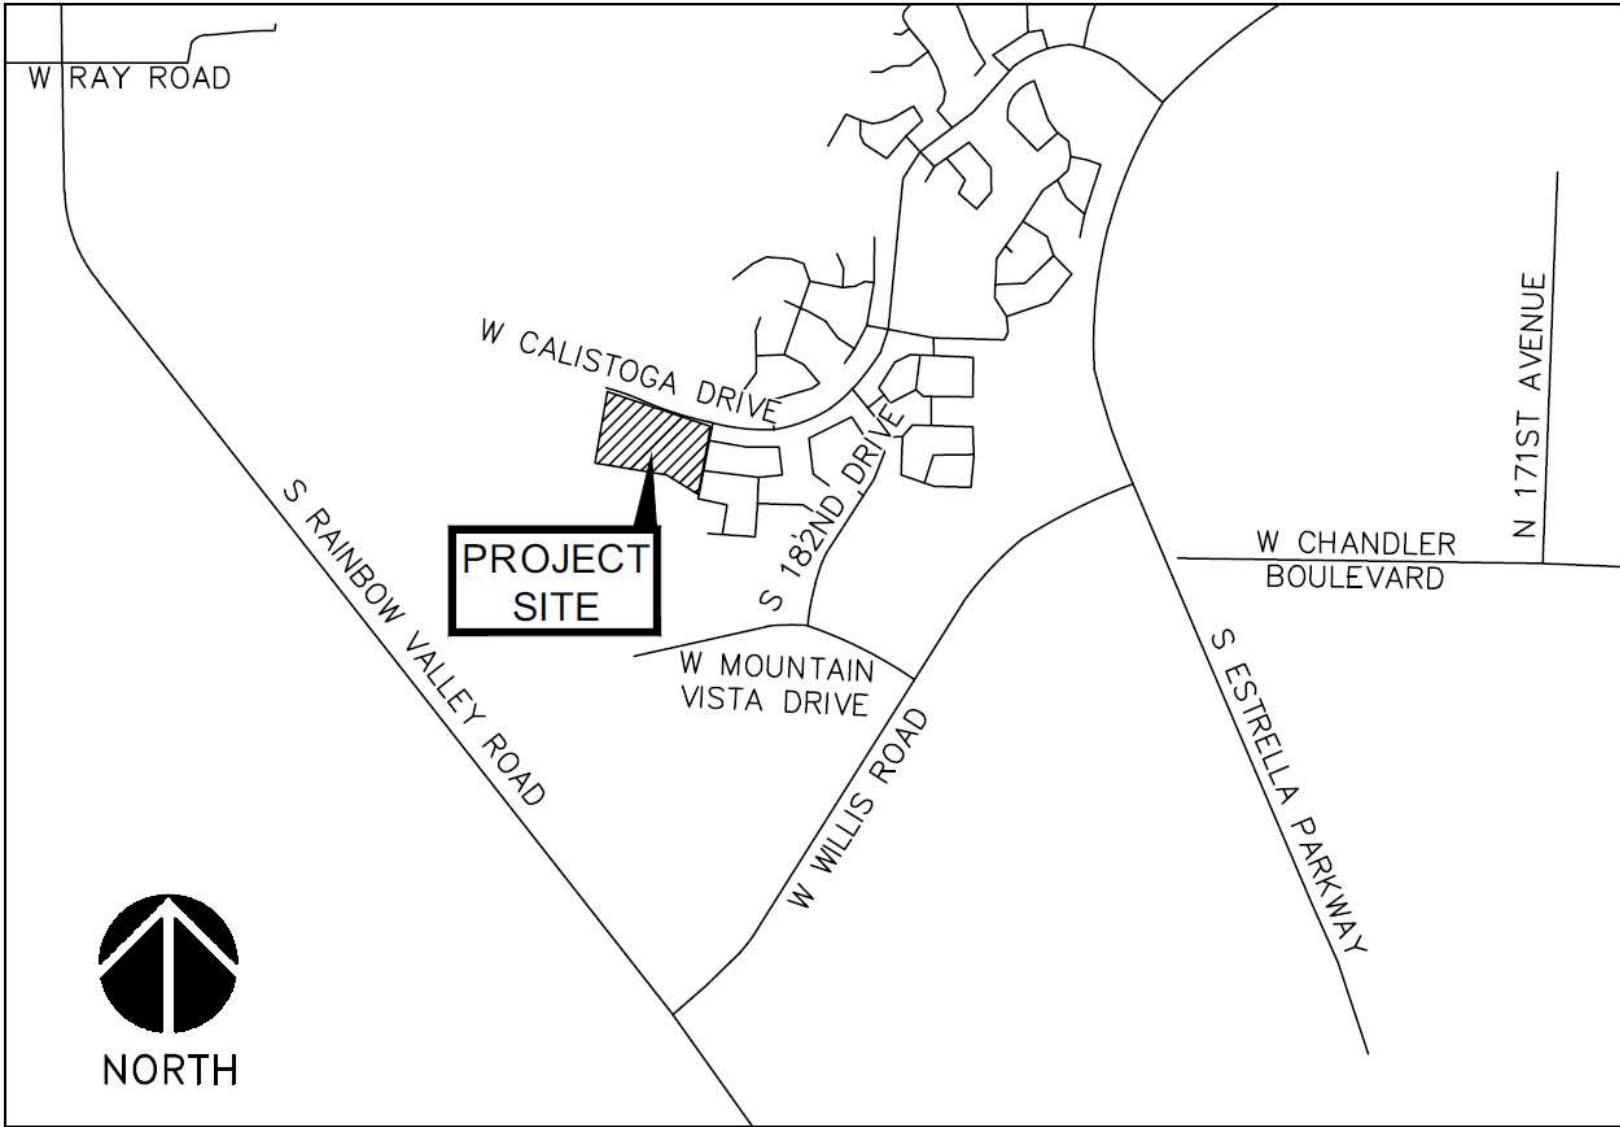 W RAY ROAD
W CALISTOGA DRIVE
N 171ST AVENUE
S RAINBOW VALLEY ROAD
PROJECT
SITE
S 182ND DRIVE
W CHANDLER
BOULEVARD
W MOUNTAIN
VISTA DRIVE
S ESTRELLA PARKWAY
W WILLIS ROAD
NORTH